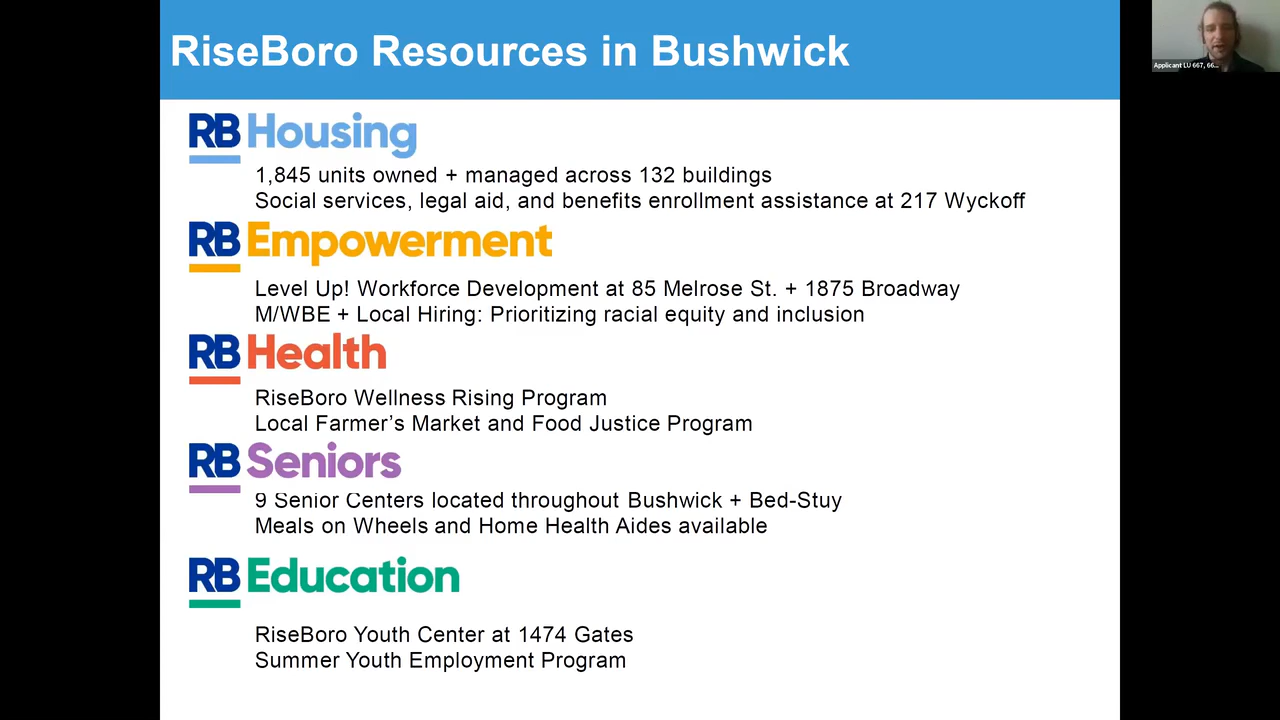 RiseBoro Resources in Bushwick
Applicant LU 667, 66...
RB Housing
1,845 units owned + managed across 132 buildings
Social services, legal aid, and benefits enrollment assistance at 217 Wyckoff
RB Empowerment
Level Up! Workforce Development at 85 Melrose St. + 1875 Broadway
M/WBE + Local Hiring: Prioritizing racial equity and inclusion
RB Health
RiseBoro Wellness Rising Program
Local Farmer’s Market and Food Justice Program
RB Seniors
9 Senior Centers located throughout Bushwick + Bed-Stuy
Meals on Wheels and Home Health Aides available
RB Education
RiseBoro Youth Center at 1474 Gates
Summer Youth Employment Program